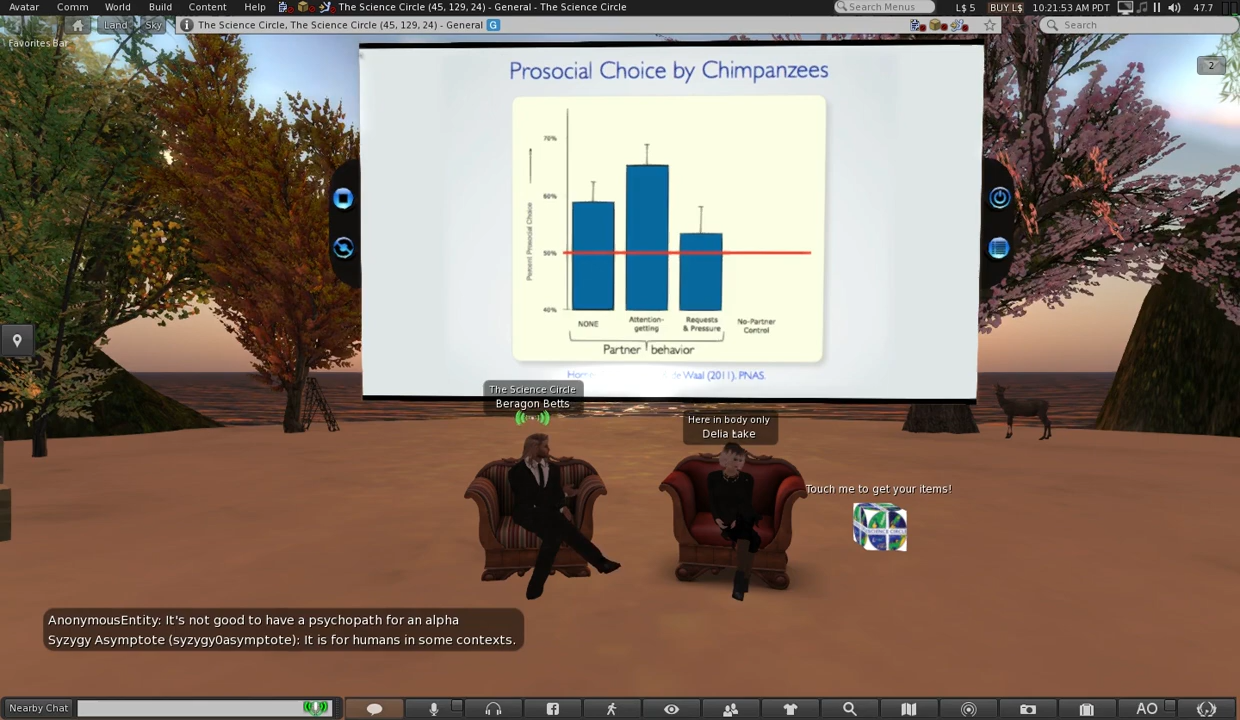 Avatar Comm World Build Content Help The Science Circle (45, 129, 24) - General - The Science Circle Search Menus L$ 5 BUY L$ 10:21:53 AM PDT 47.7
Land Sky The Science Circle, The Science Circle (45, 129, 24) - General G Search
Favorites Bar
2
Prosocial Choice by Chimpanzees
70%
60%
50%
40%
Percent Prosocial Choice
NONE
Attention-
getting
Requests
& Pressure
No-Partner
Control
Partner behavior
de Waal (2011). PNAS.
The Science Circle
Beragon Betts
Here in body only
Delia Lake
Touch me to get your items!
SCIENCE CIRCLE
AnonymousEntity: It's not good to have a psychopath for an alpha
Syzygy Asymptote (syzygy0asymptote): It is for humans in some contexts.
Nearby Chat
AO